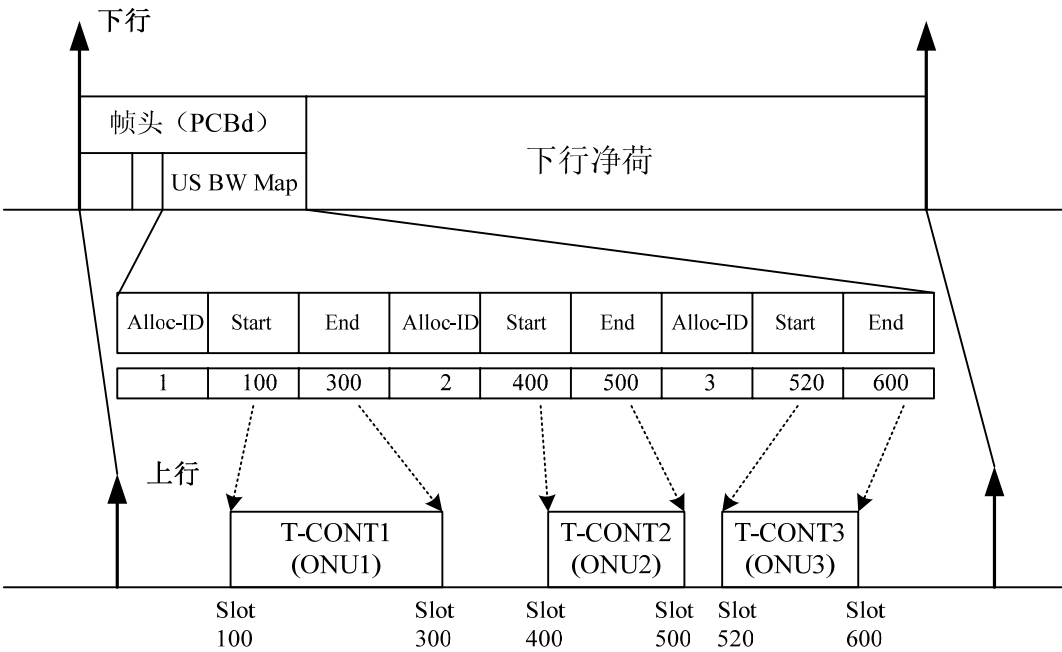 下行
帧头（PCBd）
下行净荷
US BW Map
Alloc-ID Start End Alloc-ID Start End Alloc-ID Start End
1 100 300 2 400 500 3 520 600
上行
T-CONT1
(ONU1)
T-CONT2
(ONU2)
T-CONT3
(ONU3)
Slot
100
Slot
300
Slot
400
Slot
500
Slot
520
Slot
600